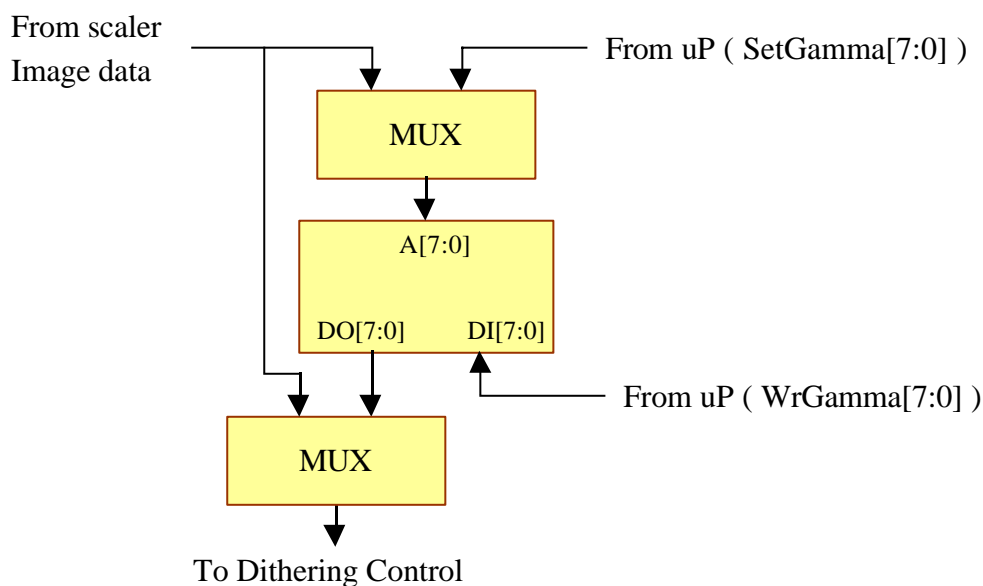 From scaler
Image data
From uP ( SetGamma[7:0] )
MUX
A[7:0]
DO[7:0]
DI[7:0]
From uP ( WrGamma[7:0] )
MUX
To Dithering Control